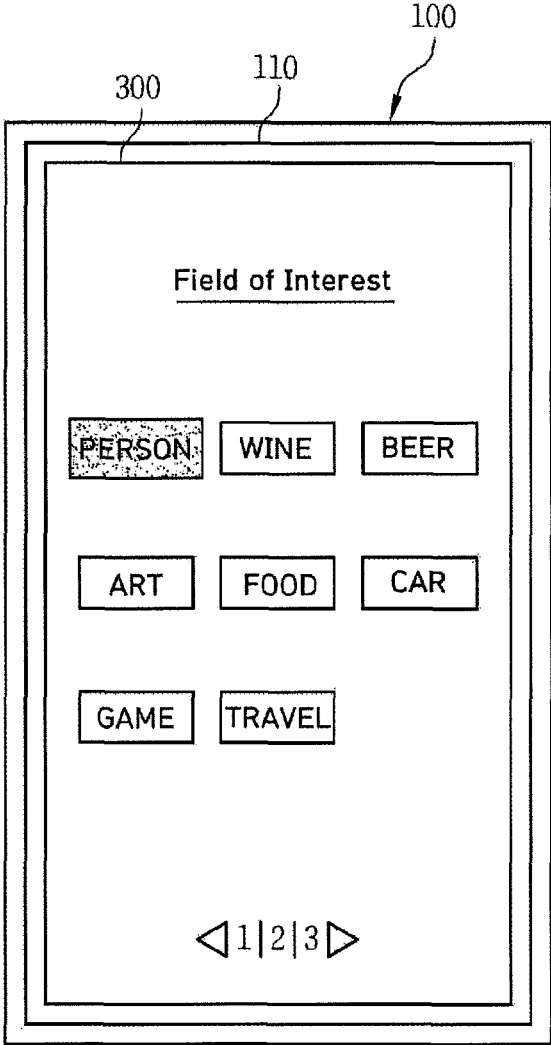 100
110
300
Field of Interest
PERSON WINE BEER
ART FOOD CAR
GAME TRAVEL
1|2|3